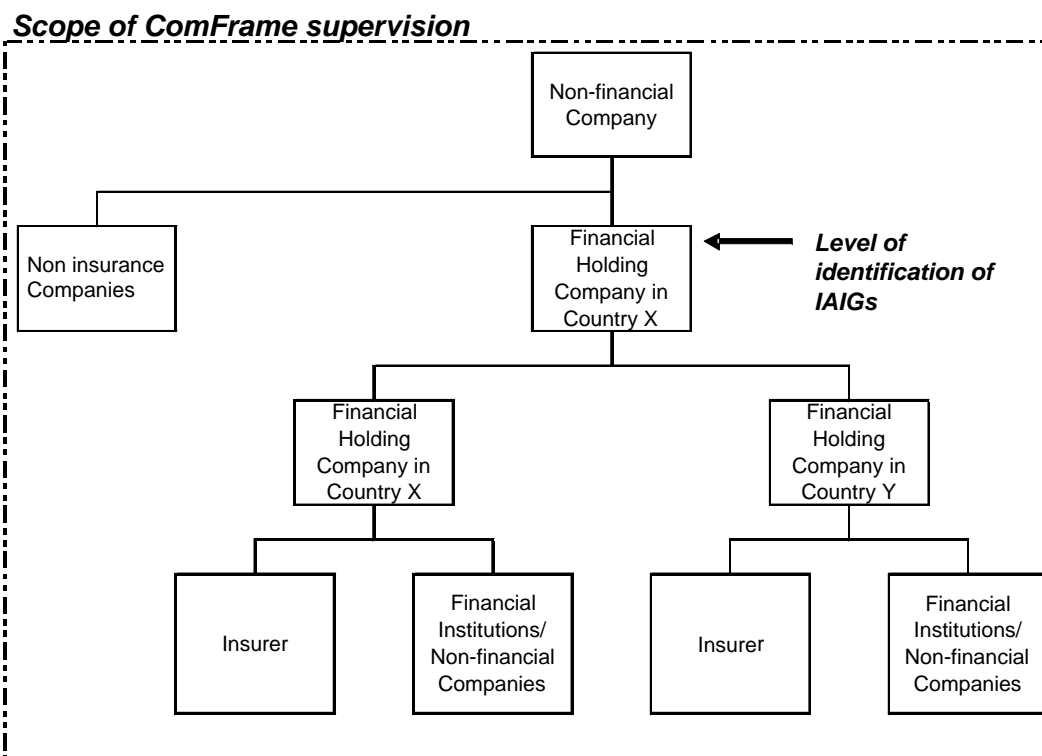 Scope of ComFrame supervision
Non-financial
Company
Non insurance
Companies
Financial
Holding
Company in
Country X
Level of
identification of
IAIGs
Financial
Holding
Company in
Country X
Financial
Holding
Company in
Country Y
Insurer
Financial
Institutions/
Non-financial
Companies
Insurer
Financial
Institutions/
Non-financial
Companies